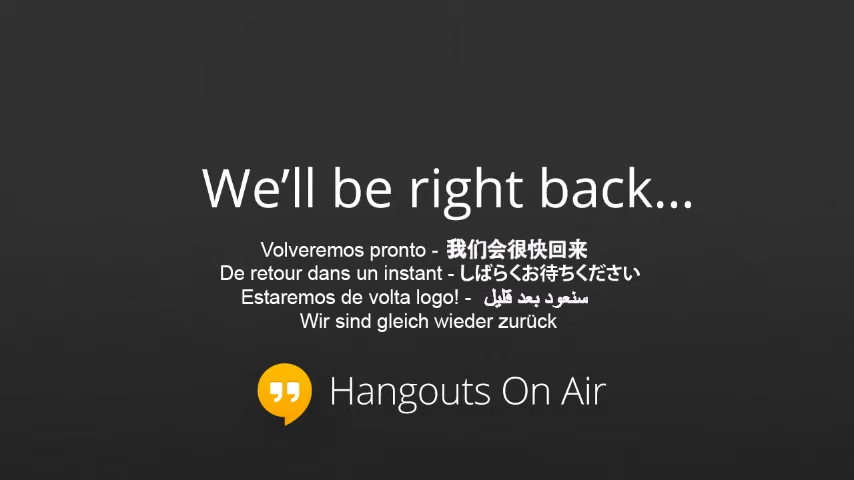 We'll be right back...
Volveremos pronto - 我们会很快回来
De retour dans un instant - しばらくお待ちください
Estaremos de volta logo! - سنعود بعد قليل
Wir sind gleich wieder zurück
Hangouts On Air